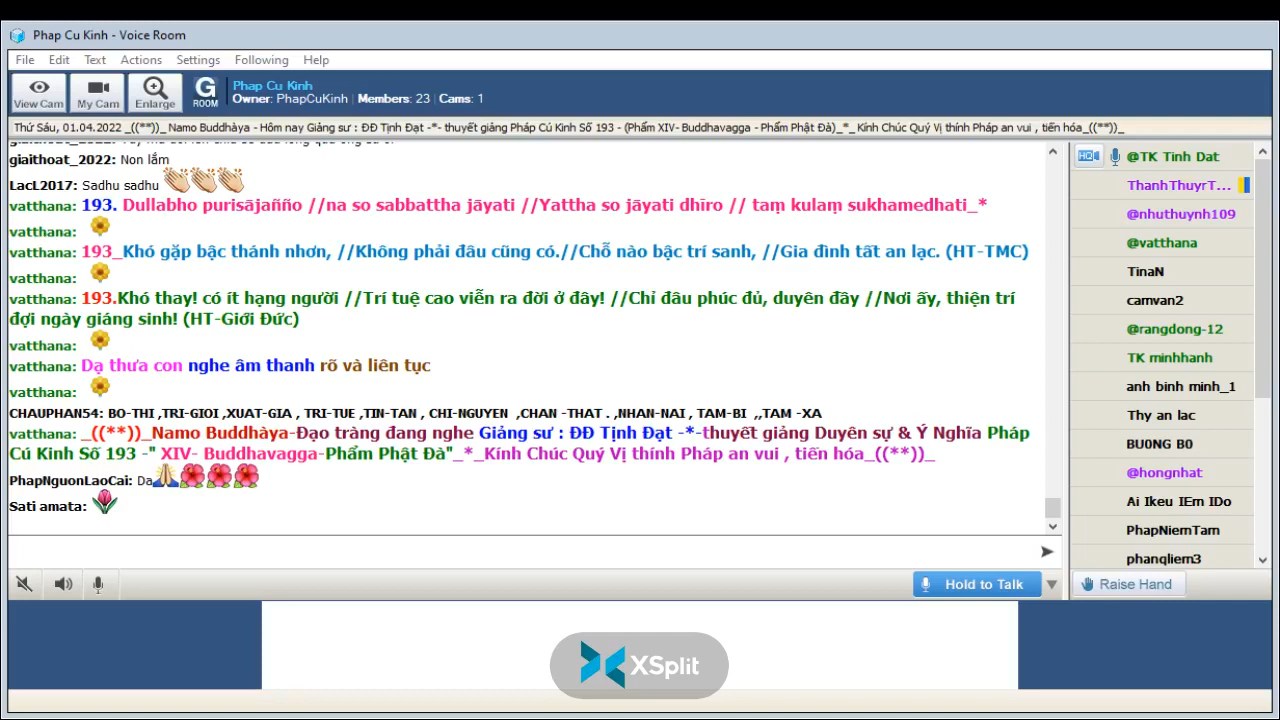 Phap Cu Kinh - Voice Room
File Edit Text Actions Settings Following Help
View Cam
My Cam
Enlarge
G
ROOM
Phap Cu Kinh
Owner: PhapCuKinh | Members: 23 | Cams: 1
Thứ Sáu, 01.04.2022 _((**))_ Namo Buddhàya - Hôm nay Giảng sư : ĐĐ Tịnh Đạt -*- thuyết giảng Pháp Cú Kinh Số 193 - (Phẩm XIV- Buddhavagga - Phẩm Phật Đà)_*_ Kính Chúc Quý Vị thính Pháp an vui , tiến hóa_((**))_
giaithoat_2022: Non lắm
LacL2017: Sadhu sadhu
vatthana: 193. Dullabho purisājañño //na so sabbattha jāyati //Yattha so jāyati dhīro // taṃ kulaṃ sukhamedhati_*
vatthana:
vatthana: 193_Khó gặp bậc thánh nhơn, //Không phải đâu cũng có.//Chỗ nào bậc trí sanh, //Gia đình tất an lạc. (HT-TMC)
vatthana:
vatthana: 193.Khó thay! có ít hạng người //Trí tuệ cao viễn ra đời ở đây! //Chỉ đâu phúc đủ, duyên đầy //Nơi ấy, thiện trí
đợi ngày giáng sinh! (HT-Giới Đức)
vatthana:
vatthana: Dạ thưa con nghe âm thanh rõ và liên tục
vatthana:
CHAUPHAN54: BO-THI ,TRI-GIOI ,XUAT-GIA , TRI-TUE ,TIN-TAN , CHI-NGUYEN ,CHAN -THAT . ,NHAN-NAI , TAM-BI ,,TAM -XA
vatthana: _((**))_Namo Buddhàya-Đạo tràng đang nghe Giảng sư : ĐĐ Tịnh Đạt -*-thuyết giảng Duyên sự & Ý Nghĩa Pháp
Cú Kinh Số 193 -" XIV- Buddhavagga-Phẩm Phật Đà"_*_Kính Chúc Quý Vị thính Pháp an vui , tiến hóa_((**))_
PhapNguonLaoCai: Da
Sati amata:
HQ
@TK Tinh Dat
ThanhThuyrT...
@nhuthuynh109
@vatthana
TinaN
camvan2
@rangdong-12
TK minhhanh
anh binh minh_1
Thy an lac
BU0NG B0
@hongnhat
Ai Ikeu IEm IDo
PhapNiemTam
phangliem3
Hold to Talk
Raise Hand
XSplit